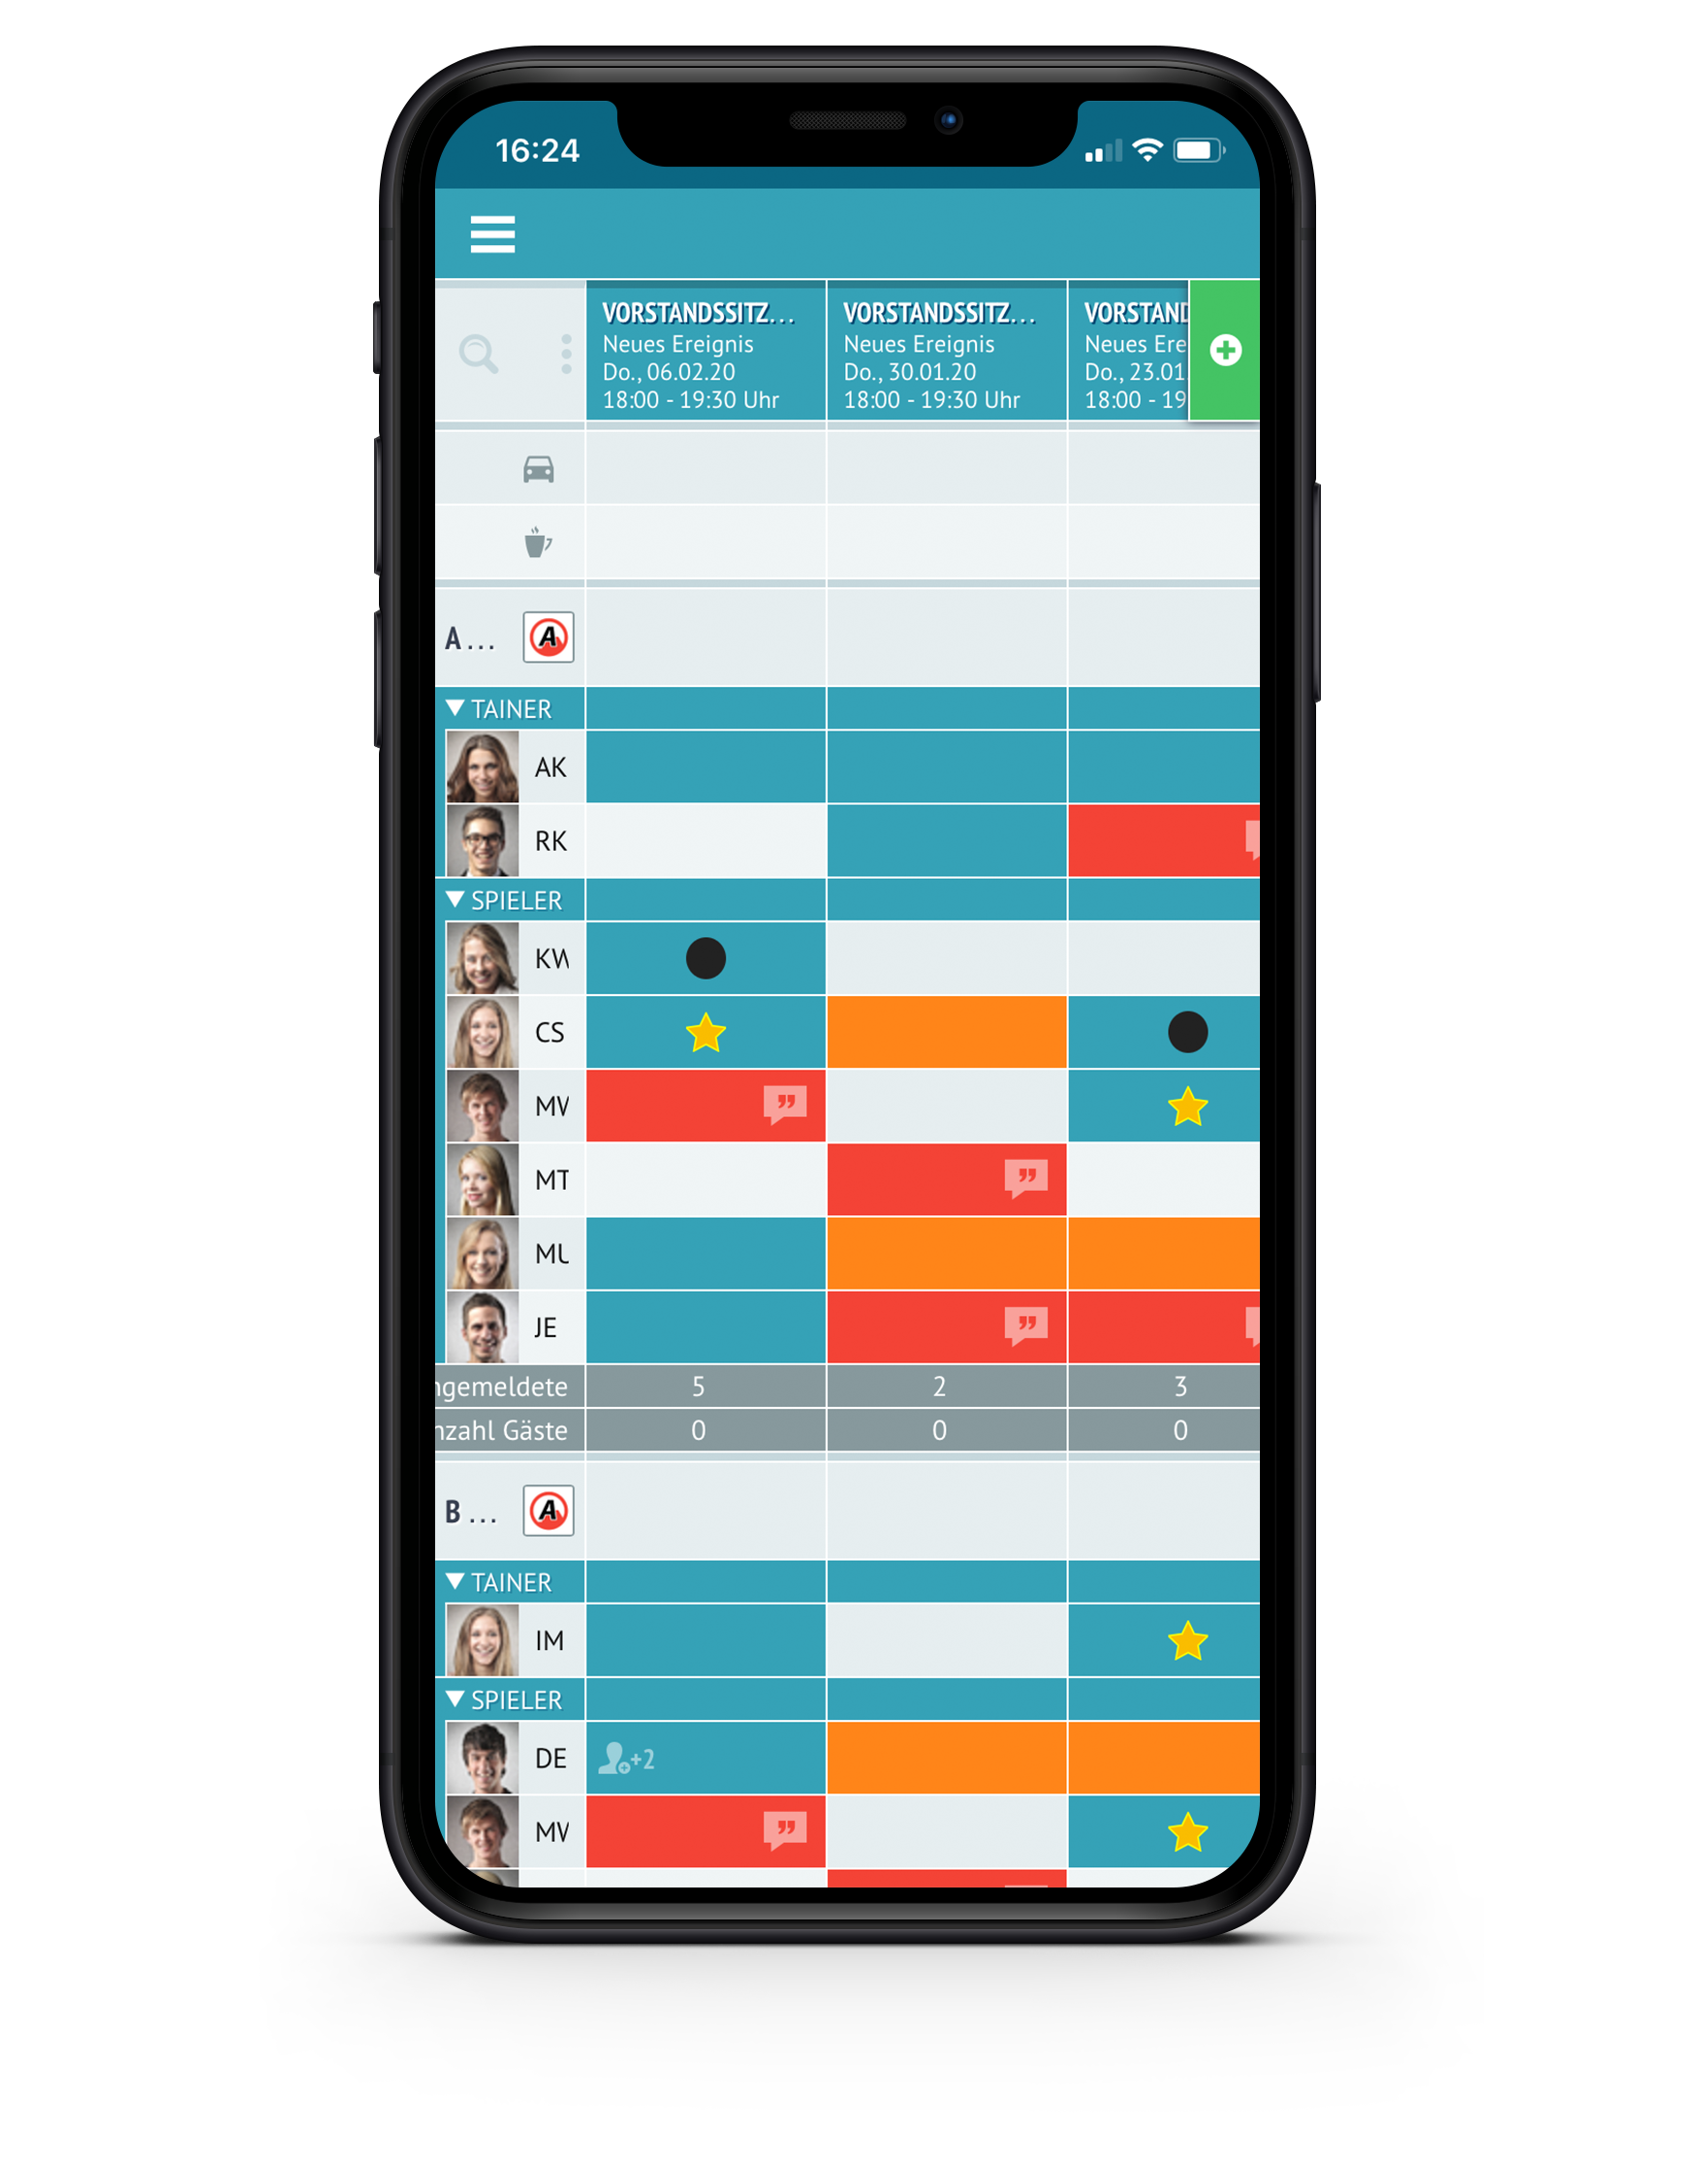 16:24
VORSTANDSSITZ...
Neues Ereignis
Do., 06.02.20
18:00 - 19:30 Uhr
VORSTANDSSITZ...
Neues Ereignis
Do., 30.01.20
18:00 - 19:30 Uhr
VORSTAND
Neues Ere
Do., 23.01.
18:00 - 19
A ...
A
TAINER
AK
RK
SPIELER
KW
CS
MT
JE
ngemeldete 5 2 3
nzahl Gäste 0 0 0
B ...
A
TAINER
IM
SPIELER
DE +2